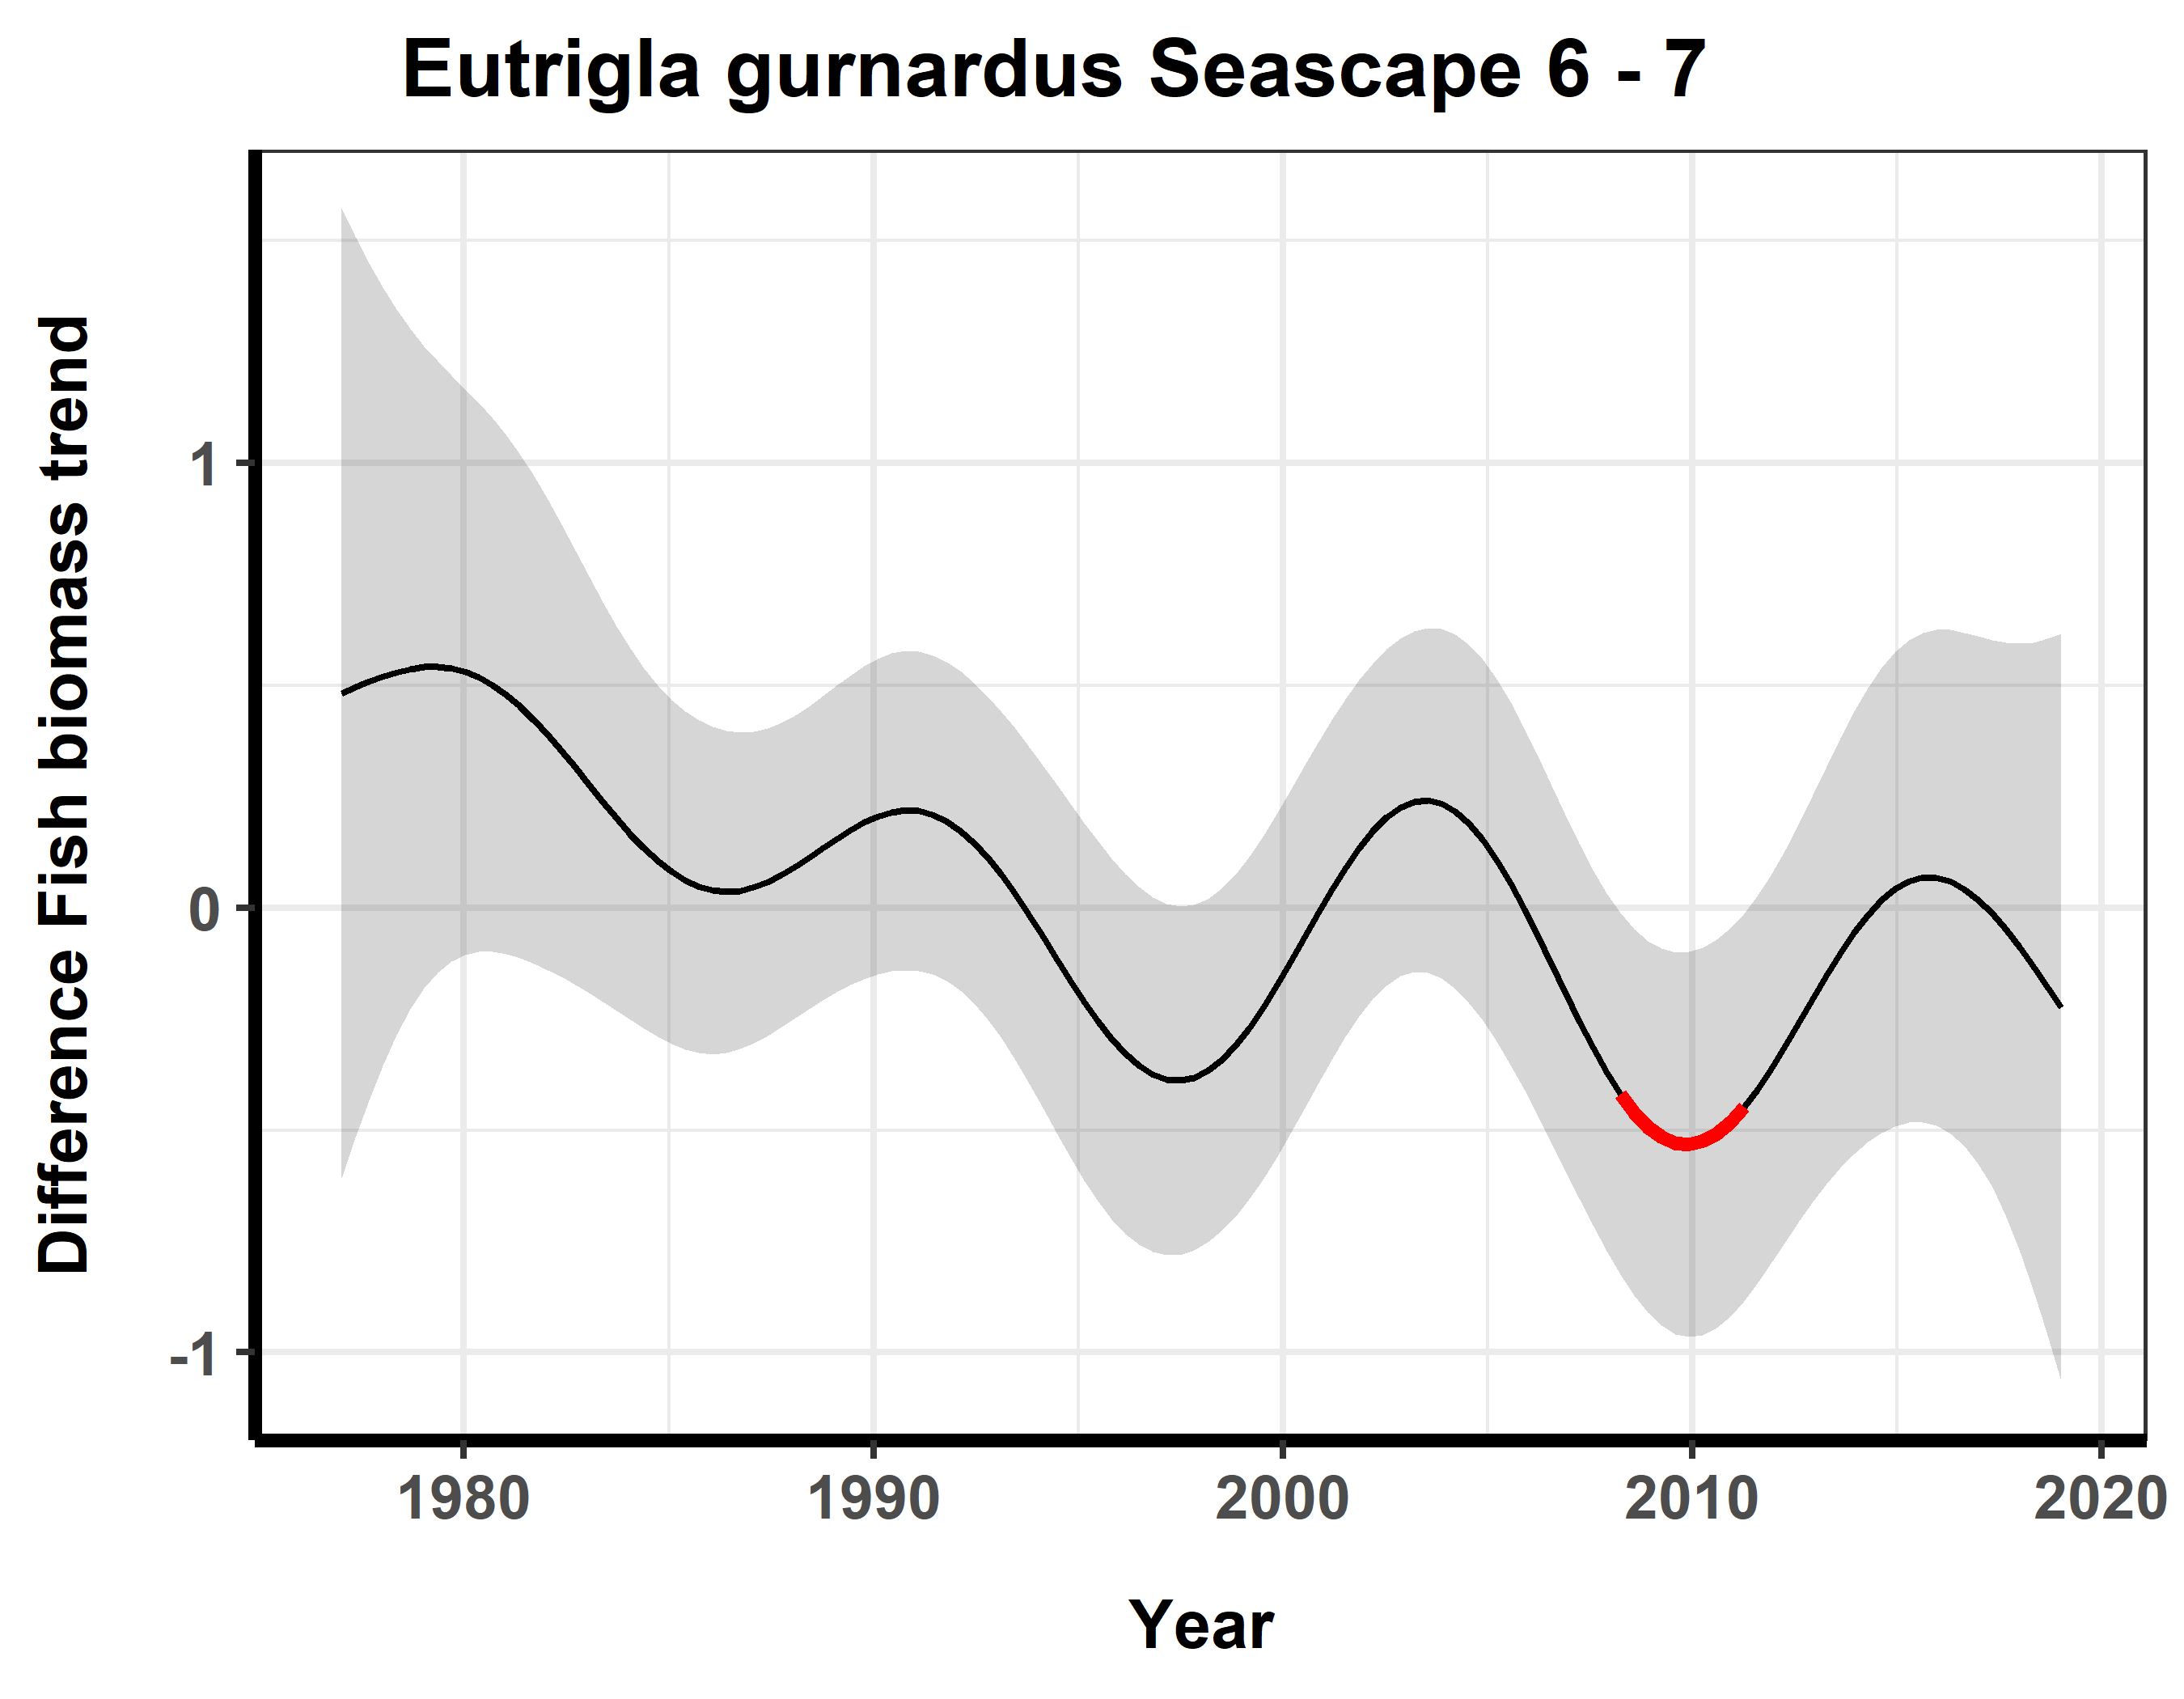 Eutrigla gurnardus Seascape 6 - 7
Difference Fish biomass trend
1
0
-1
1980 1990 2000 2010 2020
Year